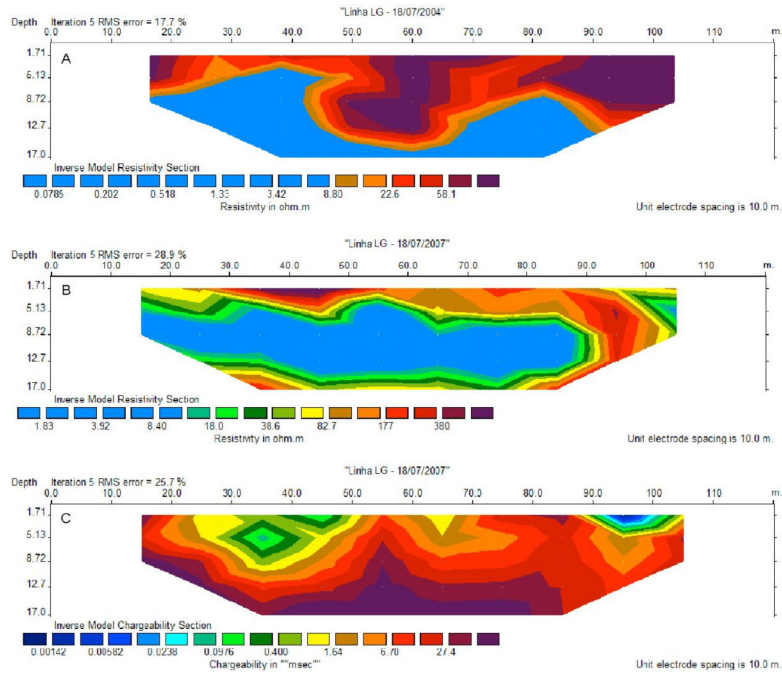 "Linha LG - 18/07/2004"
Depth Iteration 5 RMS error = 17.7 %
0.0 10.0 20.0 30.0 40.0 50.0 60.0 70.0 80.0 90.0 100 m.
1.71
A
6.13
8.72
12.7
17.0
Inverse Model Resistivity Section
0.0785 0.202 0.518 1.33 3.42 8.80 22.6 58.1
Resistivity in ohm.m
Unit electrode spacing is 10.0 m.
"Linha LG - 18/07/2007"
Depth Iteration 5 RMS error = 28.9 %
0.0 10.0 20.0 30.0 40.0 50.0 60.0 70.0 80.0 90.0 100 m.
1.71
B
5.13
8.72
12.7
17.0
Inverse Model Resistivity Section
1.83 3.92 8.40 18.0 38.6 82.7 177 380
Resistivity in ohm.m
Unit electrode spacing is 10.0 m.
"Linha LG - 18/07/2007"
Depth Iteration 5 RMS error = 25.7 %
0.0 10.0 20.0 30.0 40.0 50.0 60.0 70.0 80.0 90.0 100 m.
1.71
C
5.13
8.72
12.7
17.0
Inverse Model Chargeability Section
0.00142 0.00582 0.0238 0.0976 0.400 1.64 6.70 27.4
Chargeability in ""msec""
Unit electrode spacing is 10.0 m.